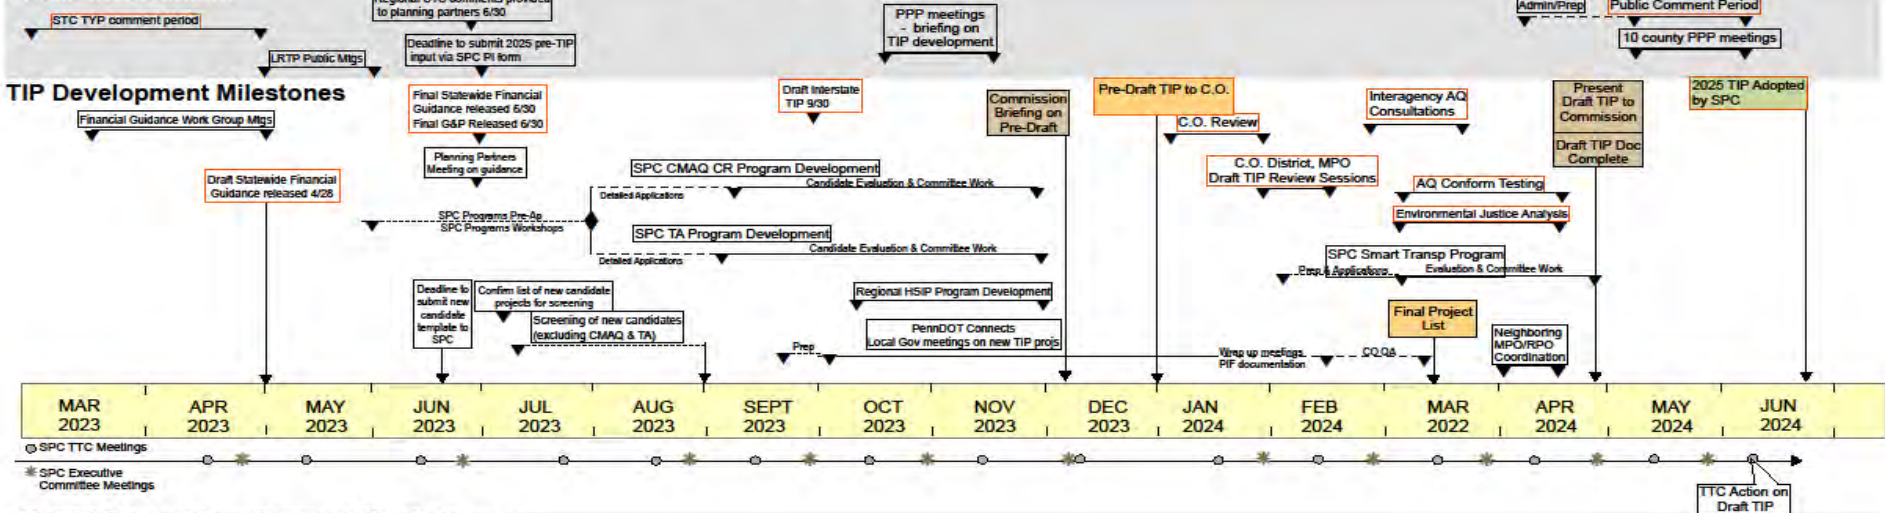 to planning partners 6/30
STC TYP comment period
Deadline to submit 2025 pre-TIP
input via SPC PI form
LRTP Public Mtgs
PPP meetings
- briefing on
TIP development
Admin/Prep
Public Comment Period
10 county PPP meetings
TIP Development Milestones
Financial Guidance Work Group Mtgs
Draft Statewide Financial
Guidance released 4/28
Final Statewide Financial
Guidance released 6/30
Final G&P Released 6/30
Planning Partners
Meeting on guidance
SPC Programs Pre-Ap
SPC Programs Workshops
Draft Interstate
TIP 9/30
SPC CMAQ CR Program Development
Candidate Evaluation & Committee Work
Detailed Applications
SPC TA Program Development
Candidate Evaluation & Committee Work
Detailed Applications
Commission
Briefing on
Pre-Draft
Pre-Draft TIP to C.O.
C.O. Review
C.O. District, MPO
Draft TIP Review Sessions
Interagency AQ
Consultations
AQ Conform Testing
Environmental Justice Analysis
SPC Smart Transp Program
Prep & Applications
Evaluation & Committee Work
Present
Draft TIP to
Commission
Draft TIP Doc
Complete
2025 TIP Adopted
by SPC
Deadline to
submit new
candidate
template to
SPC
Confirm list of new candidate
projects for screening
Screening of new candidates
(excluding CMAQ & TA)
Regional HSIP Program Development
PennDOT Connects
Local Gov meetings on new TIP projs
Prep
Wrap up meetings
PIF documentation
CO QA
Final Project
List
Neighboring
MPO/RPO
Coordination
MAR
2023
APR
2023
MAY
2023
JUN
2023
JUL
2023
AUG
2023
SEPT
2023
OCT
2023
NOV
2023
DEC
2023
JAN
2024
FEB
2024
MAR
2022
APR
2024
MAY
2024
JUN
2024
SPC TTC Meetings
SPC Executive
Committee Meetings
TTC Action on
Draft TIP